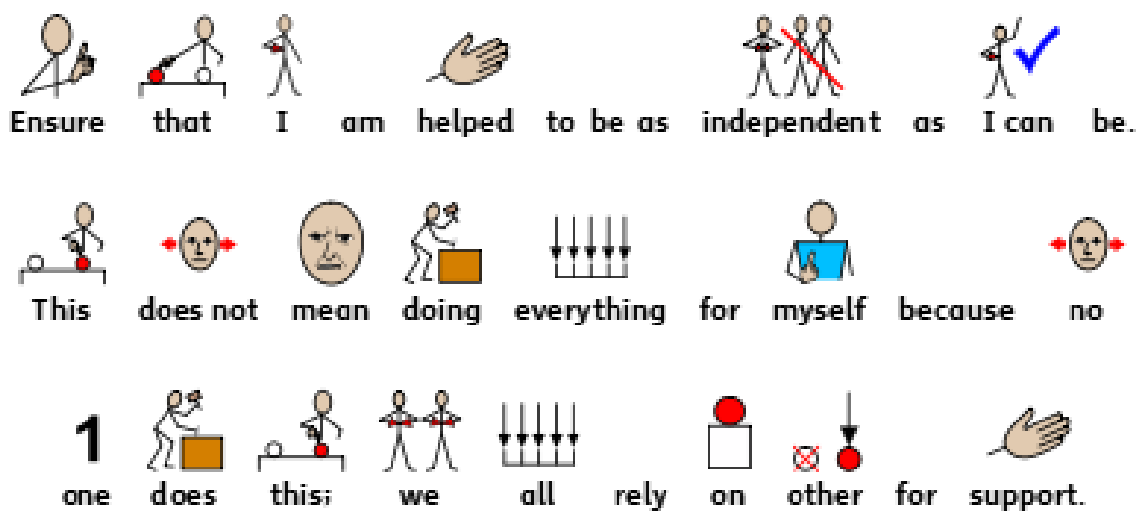 Ensure that I am helped to be as independent as I can be.
This does not mean doing everything for myself because no
1
one does this; we all rely on other for support.